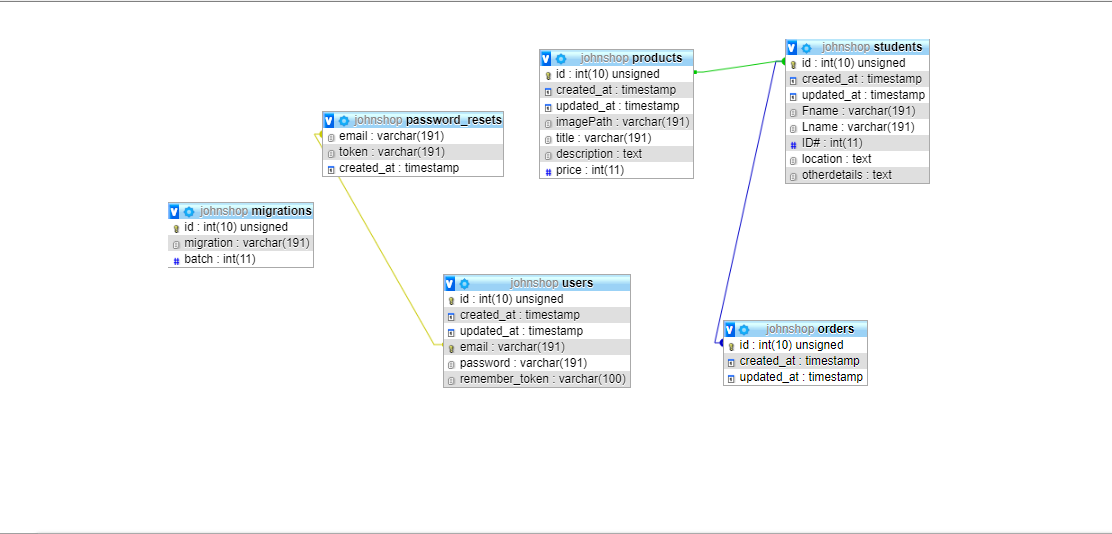 johnshop students
id : int(10) unsigned
created_at : timestamp
updated_at : timestamp
Fname : varchar(191)
Lname : varchar(191)
# ID# : int(11)
location : text
otherdetails : text
johnshop products
id : int(10) unsigned
created_at : timestamp
updated_at : timestamp
imagePath : varchar(191)
title : varchar(191)
description : text
# price : int(11)
johnshop password_resets
email : varchar(191)
token : varchar(191)
created_at : timestamp
johnshop migrations
id : int(10) unsigned
migration : varchar(191)
# batch : int(11)
johnshop users
id : int(10) unsigned
created_at : timestamp
updated_at : timestamp
email : varchar(191)
password : varchar(191)
remember_token : varchar(100)
johnshop orders
id : int(10) unsigned
created_at : timestamp
updated_at : timestamp